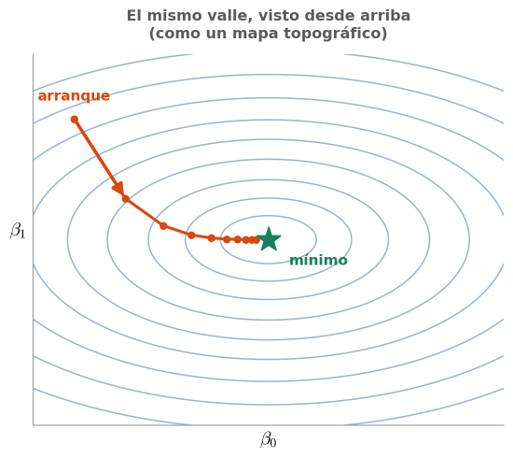 El mismo valle, visto desde arriba
(como un mapa topográfico)
arranque
β₁
mínimo
β₀